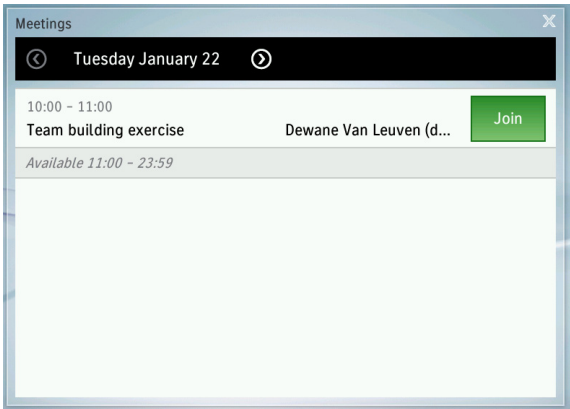 Meetings X
Tuesday January 22
10:00 – 11:00
Team building exercise Dewane Van Leuven (d...
Join
Available 11:00 – 23:59